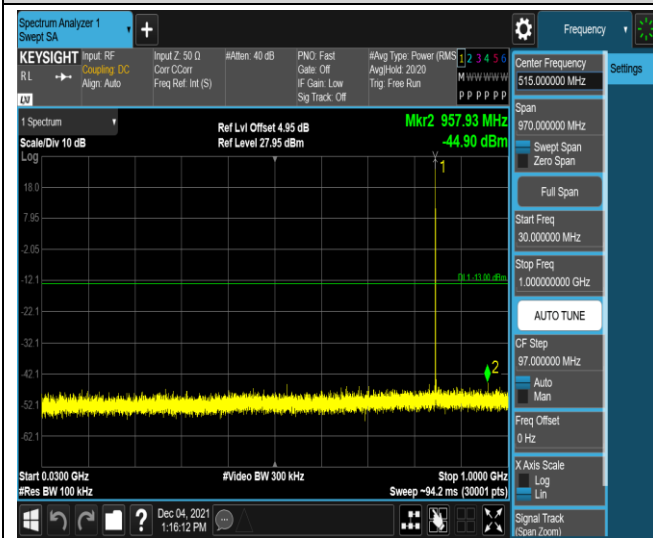 Spectrum Analyzer 1
Swept SA
+
Frequency
KEYSIGHT
RL
LXI
Input: RF
Coupling: DC
Align: Auto
Input Z: 50 Ω
Corr CCorr
Freq Ref: Int (S)
#Atten: 40 dB
PNO: Fast
Gate: Off
IF Gain: Low
Sig Track: Off
#Avg Type: Power (RMS
Avg|Hold: 20/20
Trig: Free Run
1 2 3 4 5 6
M W W W W W
P P P P P P
Center Frequency
515.000000 MHz
Settings
Span
970.000000 MHz
Swept Span
Zero Span
Full Span
Start Freq
30.000000 MHz
Stop Freq
1.000000000 GHz
AUTO TUNE
CF Step
97.000000 MHz
Auto
Man
Freq Offset
0 Hz
X Axis Scale
Log
Lin
Signal Track
(Span Zoom)
1 Spectrum
Scale/Div 10 dB
Log
Ref Lvl Offset 4.95 dB
Ref Level 27.95 dBm
Mkr2 957.93 MHz
-44.90 dBm
1
18.0
7.95
-2.05
-12.1
DL1 -13.00 dBm
-22.1
-32.1
-42.1
2
-52.1
-62.1
Start 0.0300 GHz
#Res BW 100 kHz
#Video BW 300 kHz
Stop 1.0000 GHz
Sweep ~94.2 ms (30001 pts)
?
Dec 04, 2021
1:16:12 PM